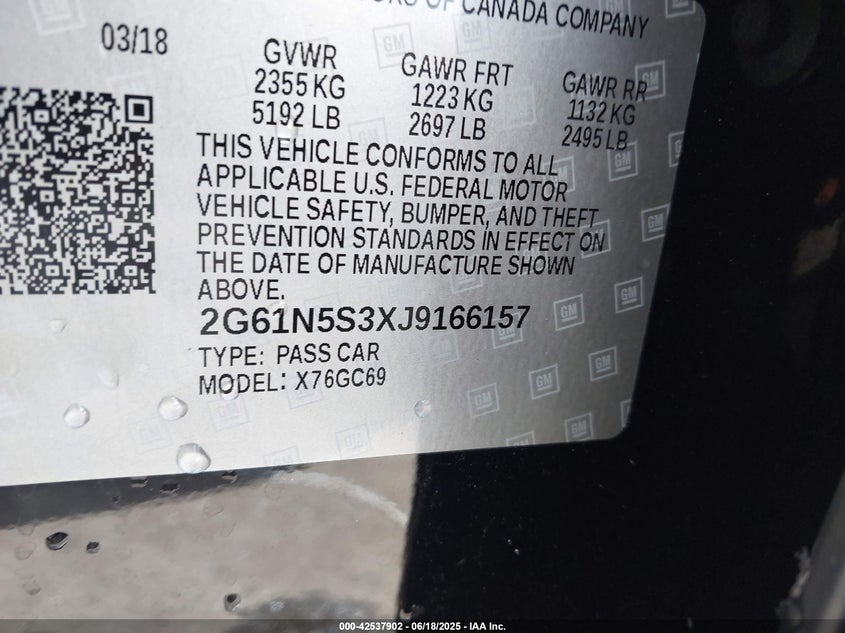 OF CANADA COMPANY
03/18
GVWR
2355 KG
5192 LB
GAWR FRT
1223 KG
2697 LB
GAWR RR
1132 KG
2495 LB
THIS VEHICLE CONFORMS TO ALL
APPLICABLE U.S. FEDERAL MOTOR
VEHICLE SAFETY, BUMPER, AND THEFT
PREVENTION STANDARDS IN EFFECT ON
THE DATE OF MANUFACTURE SHOWN
ABOVE.
2G61N5S3XJ9166157
TYPE: PASS CAR
MODEL: X76GC69
GM
000-42537902 - 06/18/2025 - IAA Inc.